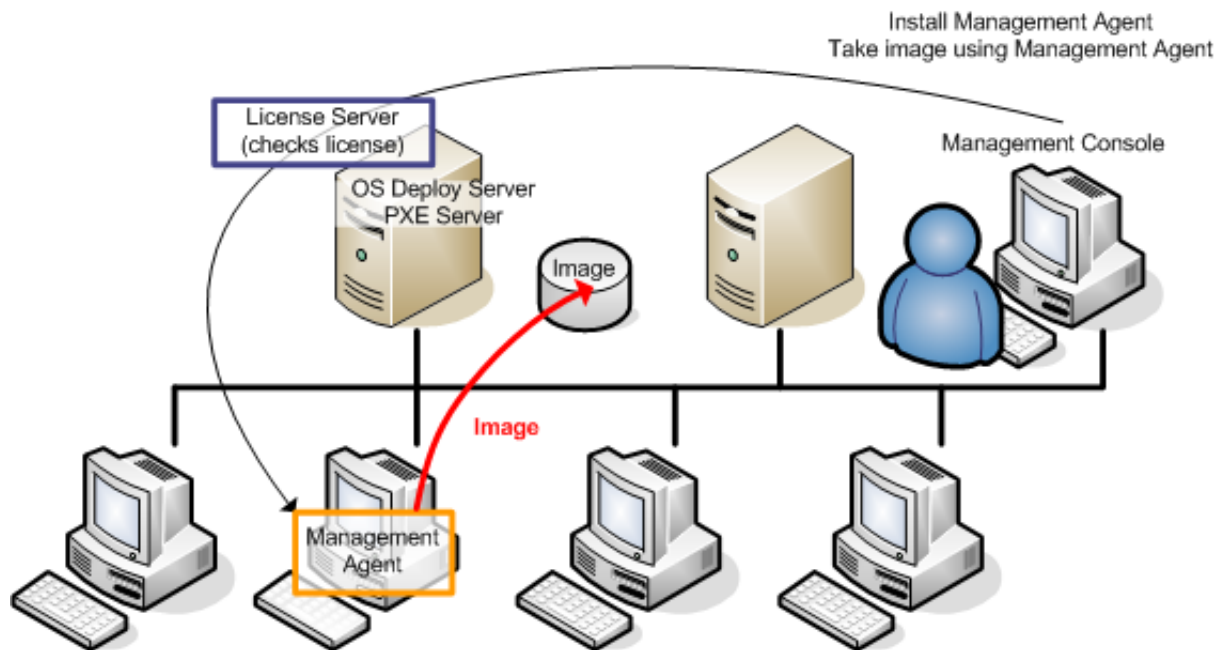 Install Management Agent
Take image using Management Agent
License Server
(checks license)
Management Console
OS Deploy Server
PXE Server
Image
Image
Management
Agent